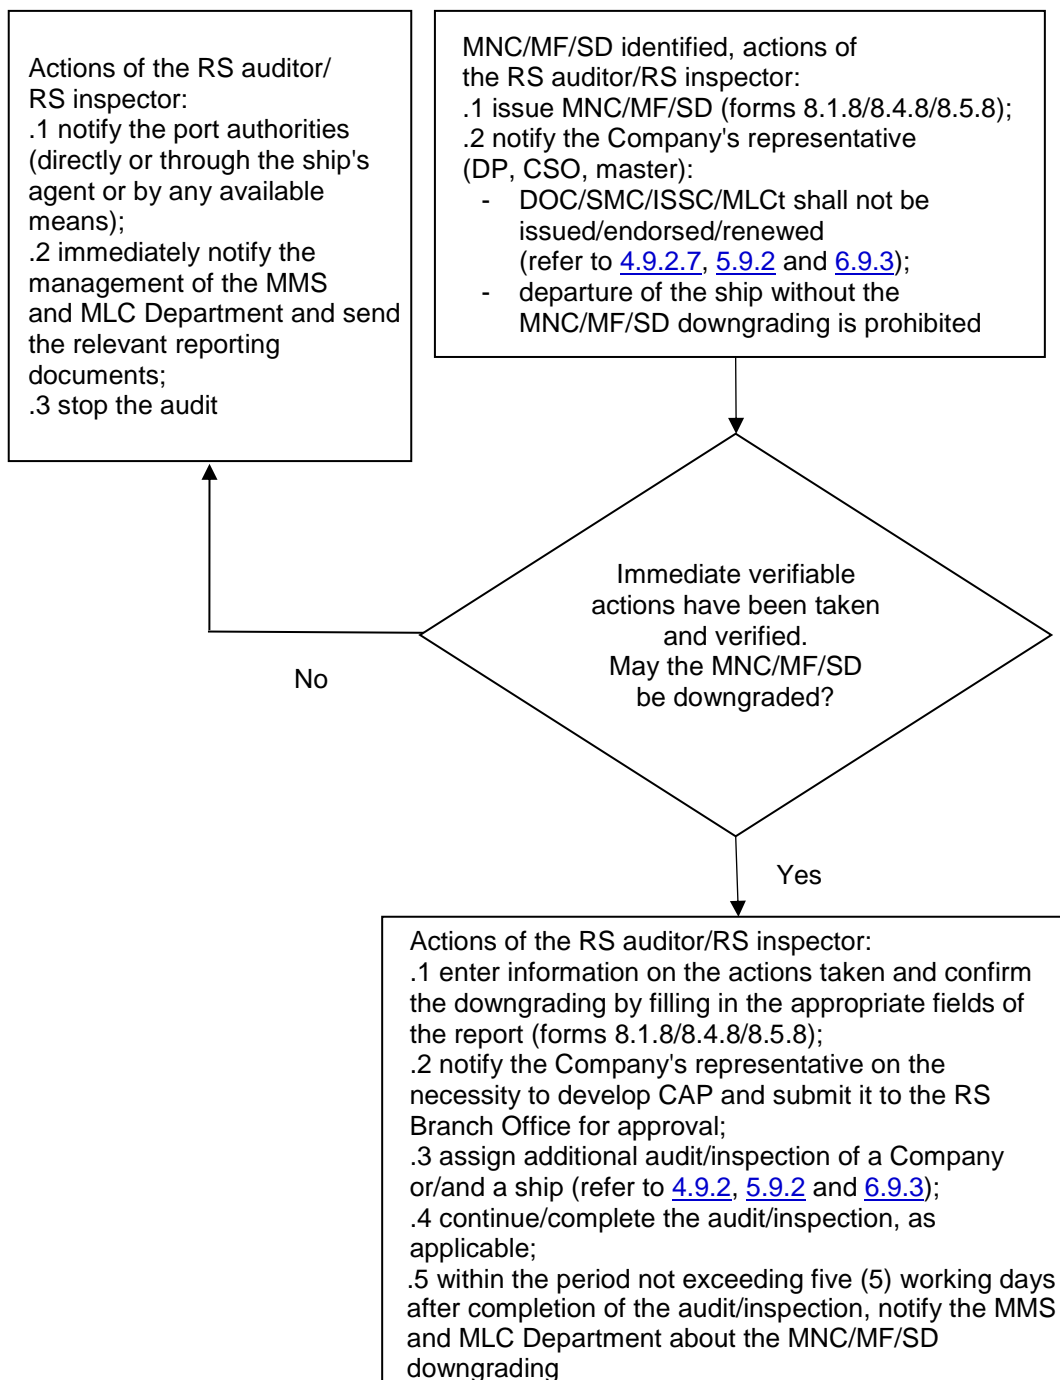 Actions of the RS auditor/
RS inspector:
.1 notify the port authorities
(directly or through the ship's
agent or by any available
means);
.2 immediately notify the
management of the MMS
and MLC Department and send
the relevant reporting
documents;
.3 stop the audit
MNC/MF/SD identified, actions of
the RS auditor/RS inspector:
.1 issue MNC/MF/SD (forms 8.1.8/8.4.8/8.5.8);
.2 notify the Company's representative
(DP, CSO, master):
- DOC/SMC/ISSC/MLCt shall not be
issued/endorsed/renewed
(refer to 4.9.2.7, 5.9.2 and 6.9.3);
- departure of the ship without the
MNC/MF/SD downgrading is prohibited
Immediate verifiable
actions have been taken
and verified.
May the MNC/MF/SD
be downgraded?
No
Yes
Actions of the RS auditor/RS inspector:
.1 enter information on the actions taken and confirm
the downgrading by filling in the appropriate fields of
the report (forms 8.1.8/8.4.8/8.5.8);
.2 notify the Company's representative on the
necessity to develop CAP and submit it to the RS
Branch Office for approval;
.3 assign additional audit/inspection of a Company
or/and a ship (refer to 4.9.2, 5.9.2 and 6.9.3);
.4 continue/complete the audit/inspection, as
applicable;
.5 within the period not exceeding five (5) working days
after completion of the audit/inspection, notify the MMS
and MLC Department about the MNC/MF/SD
downgrading